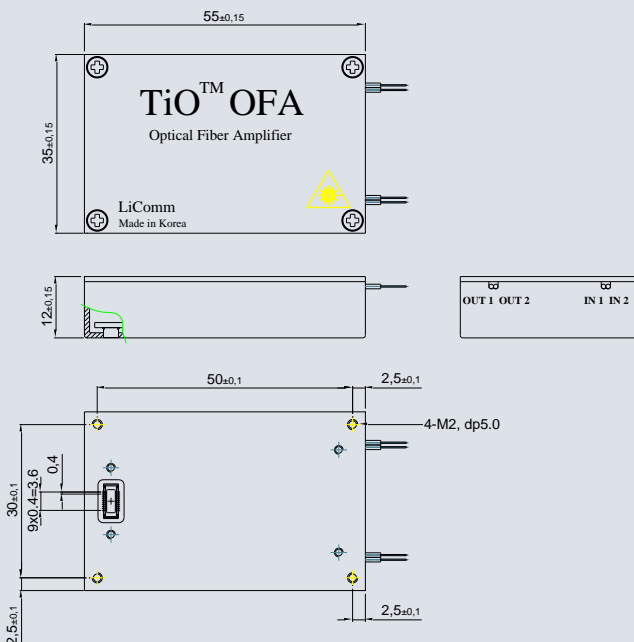 55±0,15
35±0,15
TiO™ OFA
Optical Fiber Amplifier
LiComm
Made in Korea
12±0,15
OUT 1 OUT 2 IN 1 IN 2
50±0,1
2,5±0,1
4-M2, dp5.0
0,4
9x0.4=3.6
30±0,1
2,5±0,1
2,5±0,1